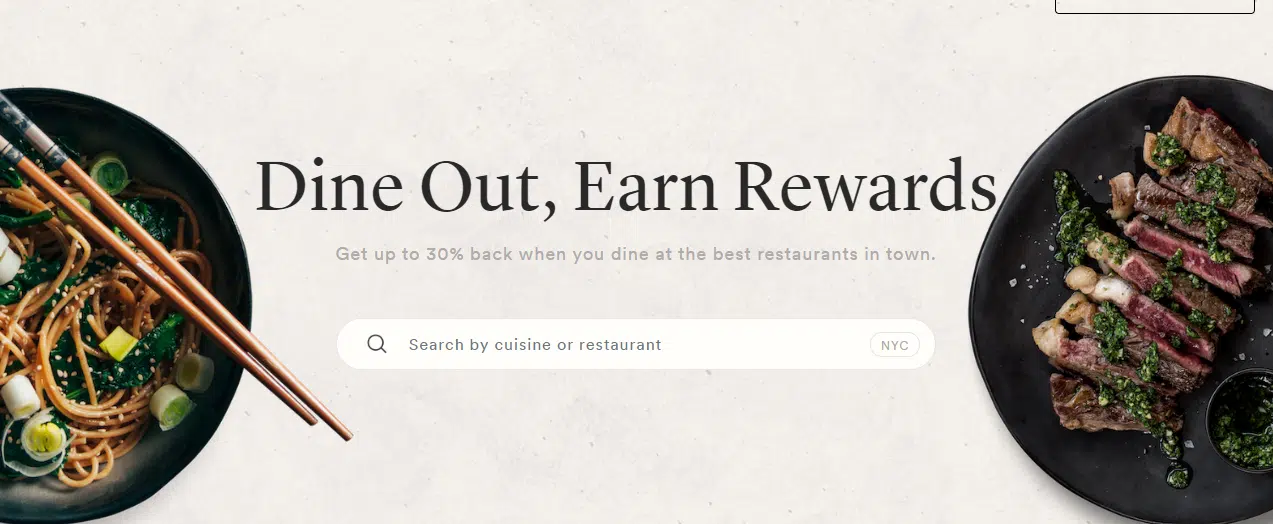 Dine Out, Earn Rewards
Get up to 30% back when you dine at the best restaurants in town.
Search by cuisine or restaurant
NYC